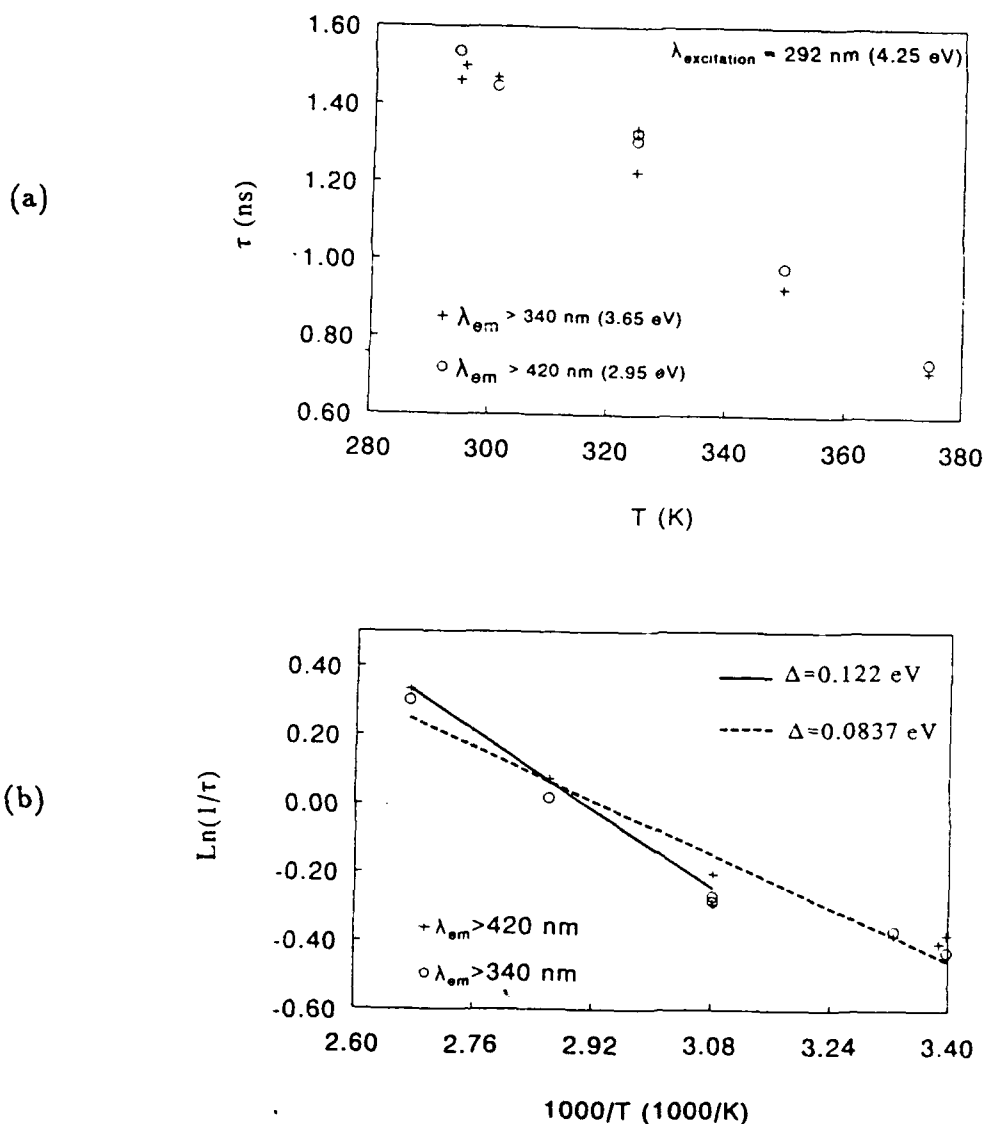 (a)
1.60
1.40
1.20
1.00
0.80
0.60
τ (ns)
λexcitation = 292 nm (4.25 eV)
+ λem > 340 nm (3.65 eV)
○ λem > 420 nm (2.95 eV)
280 300 320 340 360 380
T (K)
(b)
0.40
0.20
0.00
-0.20
-0.40
-0.60
Ln(1/τ)
Δ=0.122 eV
Δ=0.0837 eV
+ λem>420 nm
○ λem>340 nm
2.60 2.76 2.92 3.08 3.24 3.40
1000/T (1000/K)